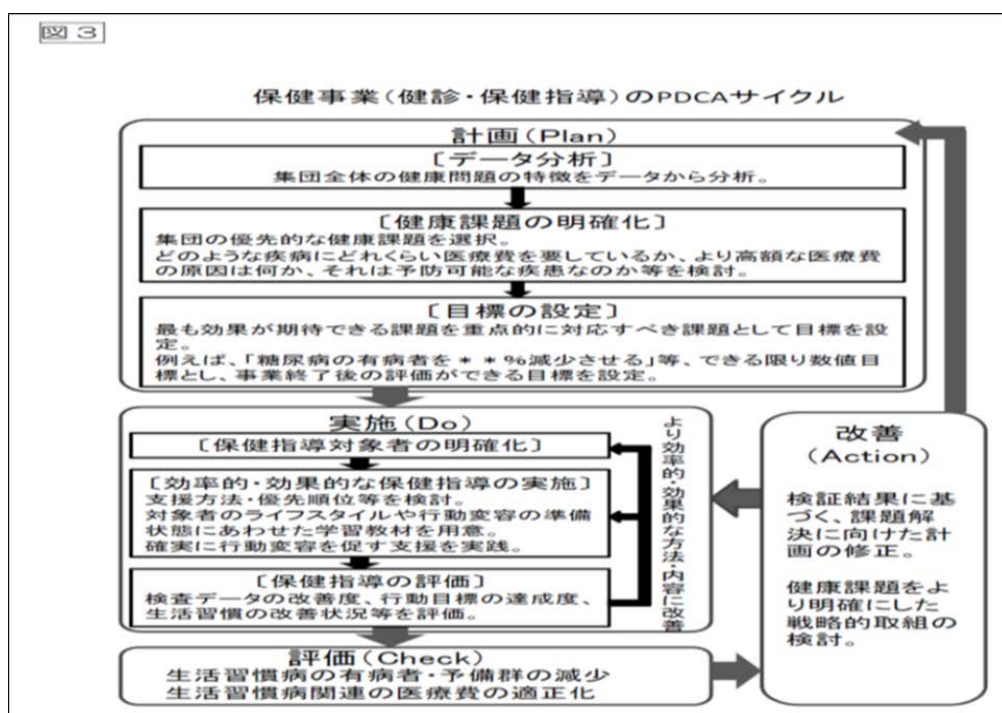 図 3
保健事業(健診・保健指導)のPDCAサイクル
計画(Plan)
[データ分析]
集団全体の健康問題の特徴をデータから分析。
[健康課題の明確化]
集団の優先的な健康課題を選択。
どのような疾病にどれくらい医療費を要しているか、より高額な医療費
の原因は何か、それは予防可能な疾患なのか等を検討。
[目標の設定]
最も効果が期待できる課題を重点的に対応すべき課題として目標を設
定。
例えば、「糖尿病の有病者を**%減少させる」等、できる限り数値目
標とし、事業終了後の評価ができる目標を設定。
実施(Do)
[保健指導対象者の明確化]
[効率的・効果的な保健指導の実施]
支援方法・優先順位等を検討。
対象者のライフスタイルや行動変容の準備
状態にあわせた学習教材を用意。
確実に行動変容を促す支援を実践。
[保健指導の評価]
検査データの改善度、行動目標の達成度、
生活習慣の改善状況等を評価。
より効率的・効果的な方法・内容に改善
評価(Check)
生活習慣病の有病者・予備群の減少
生活習慣病関連の医療費の適正化
改善
(Action)
検証結果に基
づく、課題解
決に向けた計
画の修正。
健康課題をよ
り明確にした
戦略的取組の
検討。